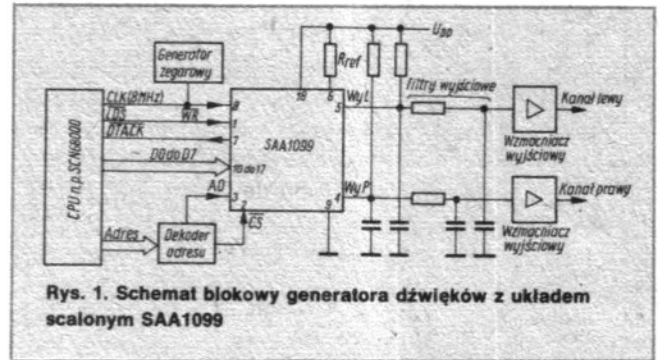 U_DD
Generator
zegarowy
R_ref
filtry wyjściowe
CLK(8MHz)
18
6
WyL
Kanał lewy
8
5
LDS
WR
1
DTACK
7
SAA1099
Wzmacniacz
wyjściowy
CPU n.p. SCN68000
D0 do D7
10 do 17
A0
WyP
Kanał prawy
3
4
2
9
Adres
Dekoder
adresu
CS
Wzmacniacz
wyjściowy
Rys. 1. Schemat blokowy generatora dźwięków z układem
scalonym SAA1099